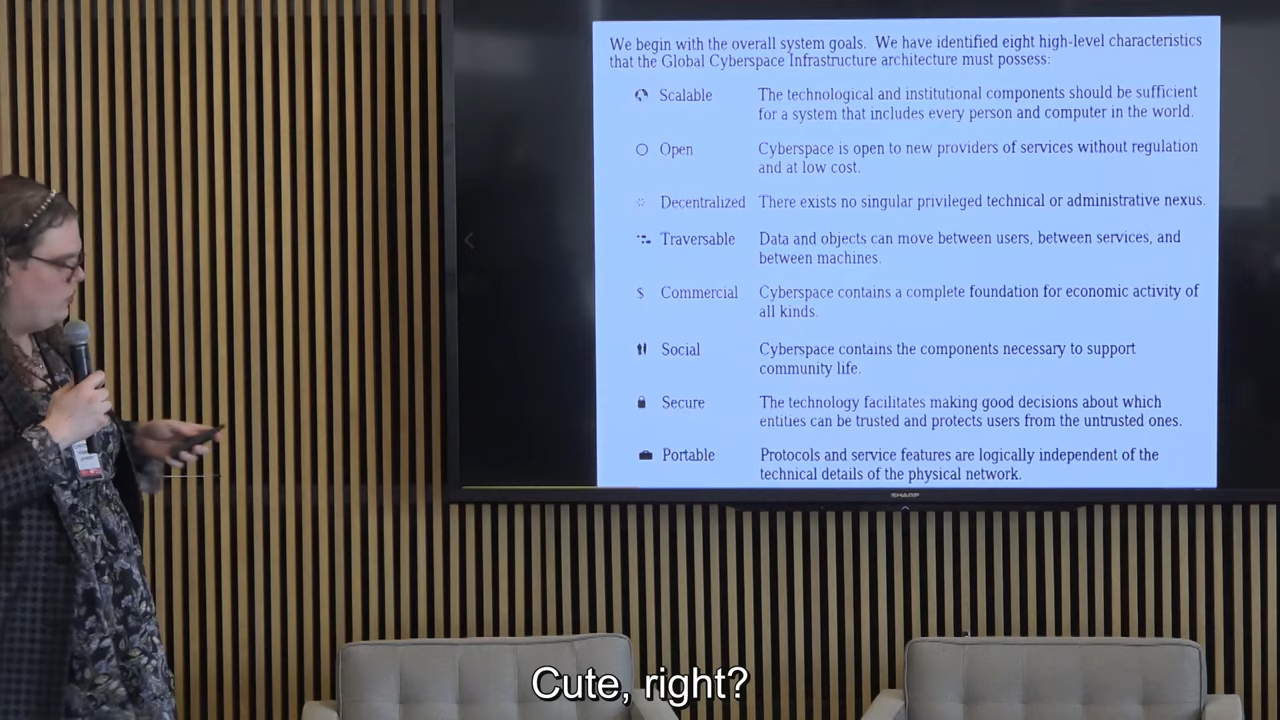 We begin with the overall system goals. We have identified eight high-level characteristics
that the Global Cyberspace Infrastructure architecture must possess:
Scalable The technological and institutional components should be sufficient
for a system that includes every person and computer in the world.
Open Cyberspace is open to new providers of services without regulation
and at low cost.
Decentralized There exists no singular privileged technical or administrative nexus.
Traversable Data and objects can move between users, between services, and
between machines.
$ Commercial Cyberspace contains a complete foundation for economic activity of
all kinds.
Social Cyberspace contains the components necessary to support
community life.
Secure The technology facilitates making good decisions about which
entities can be trusted and protects users from the untrusted ones.
Portable Protocols and service features are logically independent of the
technical details of the physical network.
SHARP
Cute, right?